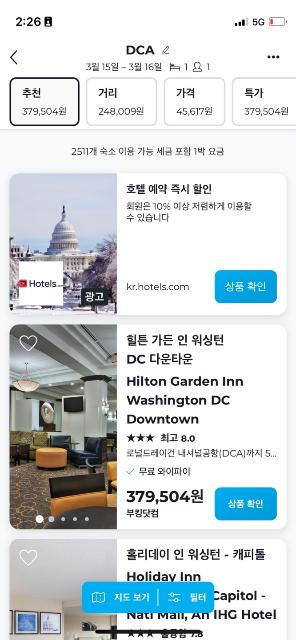 2:26
5G
DCA
3월 15일 – 3월 16일 1 1
추천
379,504원
거리
248,009원
가격
45,617원
특가
379,504원
2511개 숙소 이용 가능 세금 포함 1박 요금
호텔 예약 즉시 할인
회원은 10% 이상 저렴하게 이용할
수 있습니다
Hotels.com
광고
kr.hotels.com
상품 확인
힐튼 가든 인 워싱턴
DC 다운타운
Hilton Garden Inn
Washington DC
Downtown
★★★ 최고 8.0
로널드레이건 내셔널공항(DCA)까지 5...
무료 와이파이
379,504원
부킹닷컴
상품 확인
홀리데이 인 워싱턴 - 캐피톨
Holiday Inn
Capitol -
Natl Mall, An IHG Hotel
지도 보기
필터